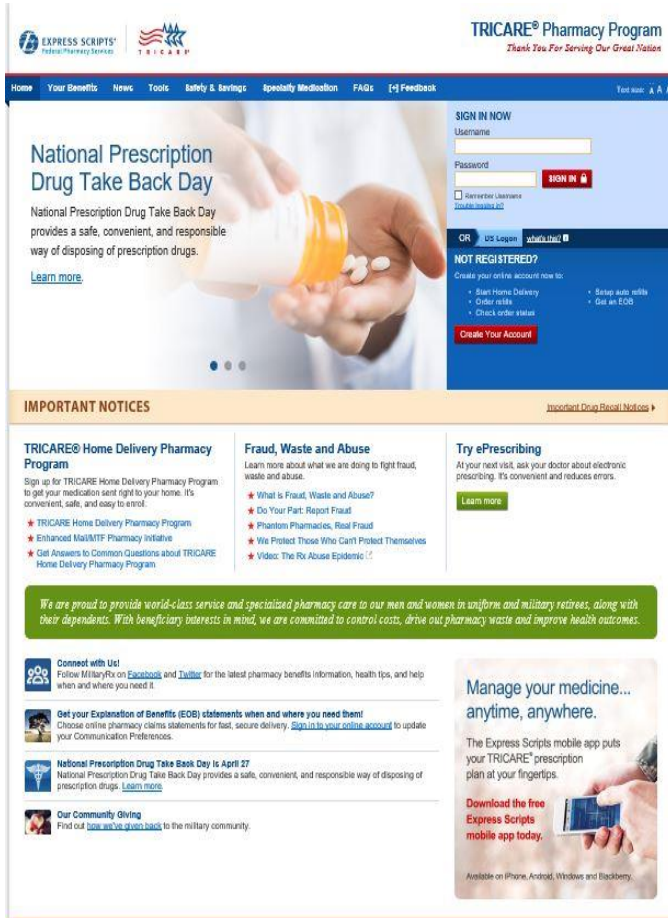 EXPRESS SCRIPTS®
Federal Pharmacy Services
TRICARE
TRICARE® Pharmacy Program
Thank You For Serving Our Great Nation
Home Your Benefits News Tools Safety & Savings Specialty Medication FAQs [+] Feedback
Text size: A A
National Prescription
Drug Take Back Day
National Prescription Drug Take Back Day
provides a safe, convenient, and responsible
way of disposing of prescription drugs.
Learn more.
SIGN IN NOW
Username
Password
SIGN IN
Remember Username
Trouble logging in?
OR DS Logon what's this?
NOT REGISTERED?
Create your online account now to:
• Start Home Delivery
• Order refills
• Check order status
• Setup auto refills
• Get an EOB
Create Your Account
IMPORTANT NOTICES
Important Drug Recall Notices
TRICARE® Home Delivery Pharmacy
Program
Sign up for TRICARE Home Delivery Pharmacy Program
to get your medication sent right to your home. It's
convenient, safe, and easy to enroll.
TRICARE Home Delivery Pharmacy Program
Enhanced Mail/MTF Pharmacy Initiative
Get Answers to Common Questions about TRICARE
Home Delivery Pharmacy Program
Fraud, Waste and Abuse
Learn more about what we are doing to fight fraud,
waste and abuse.
What is Fraud, Waste and Abuse?
Do Your Part: Report Fraud
Phantom Pharmacies, Real Fraud
We Protect Those Who Can't Protect Themselves
Video: The Rx Abuse Epidemic
Try ePrescribing
At your next visit, ask your doctor about electronic
prescribing. It's convenient and reduces errors.
Learn more
We are proud to provide world-class service and specialized pharmacy care to our men and women in uniform and military retirees, along with
their dependents. With beneficiary interests in mind, we are committed to control costs, drive out pharmacy waste and improve health outcomes.
Connect with Us!
Follow MilitaryRx on Facebook and Twitter for the latest pharmacy benefits information, health tips, and help
when and where you need it.
Get your Explanation of Benefits (EOB) statements when and where you need them!
Choose online pharmacy claims statements for fast, secure delivery. Sign in to your online account to update
your Communication Preferences.
National Prescription Drug Take Back Day is April 27
National Prescription Drug Take Back Day provides a safe, convenient, and responsible way of disposing of
prescription drugs. Learn more.
Our Community Giving
Find out how we've given back to the military community.
Manage your medicine...
anytime, anywhere.
The Express Scripts mobile app puts
your TRICARE® prescription
plan at your fingertips.
Download the free
Express Scripts
mobile app today.
Available on iPhone, Android, Windows and Blackberry.